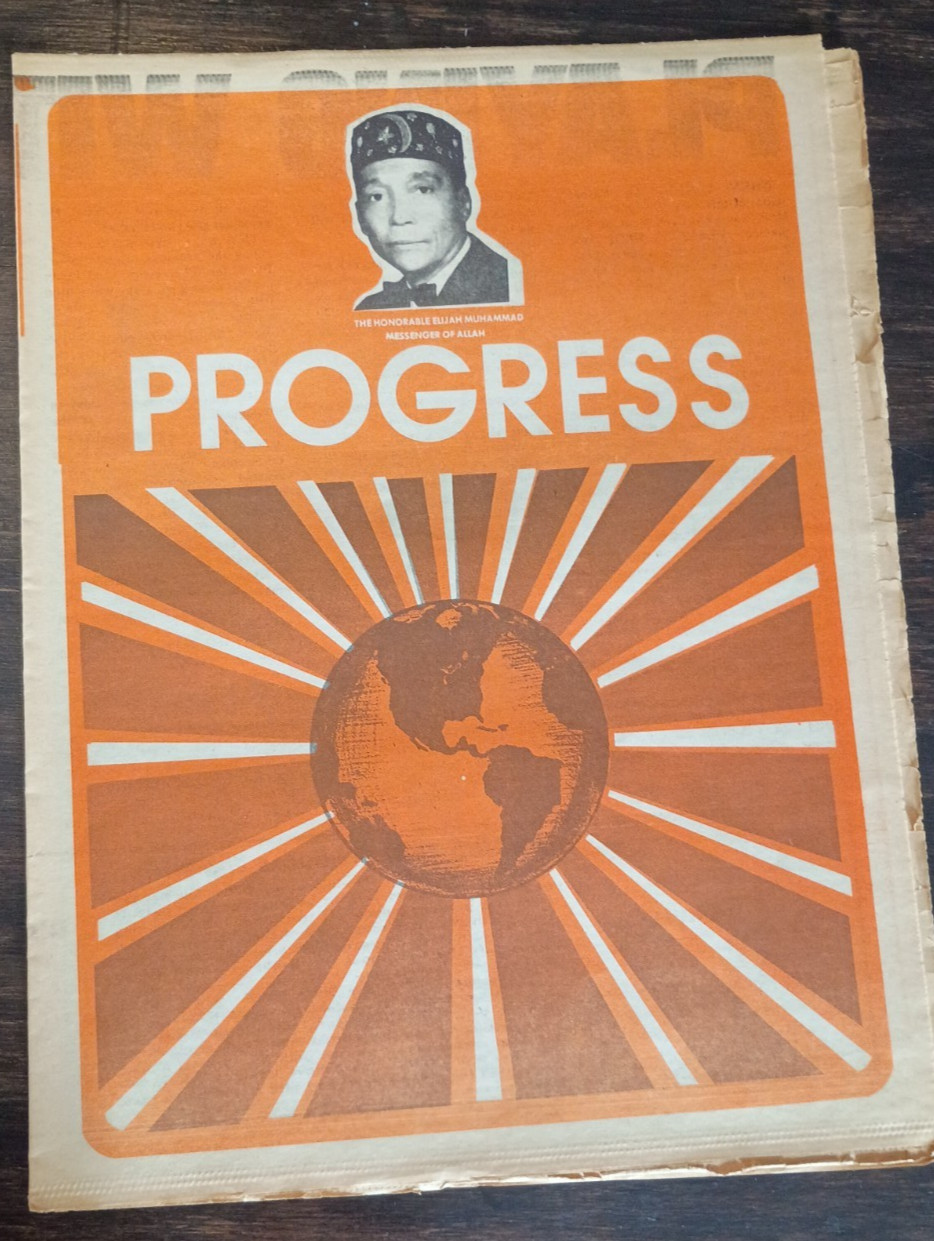 THE HONORABLE ELIJAH MUHAMMAD
MESSENGER OF ALLAH
PROGRESS